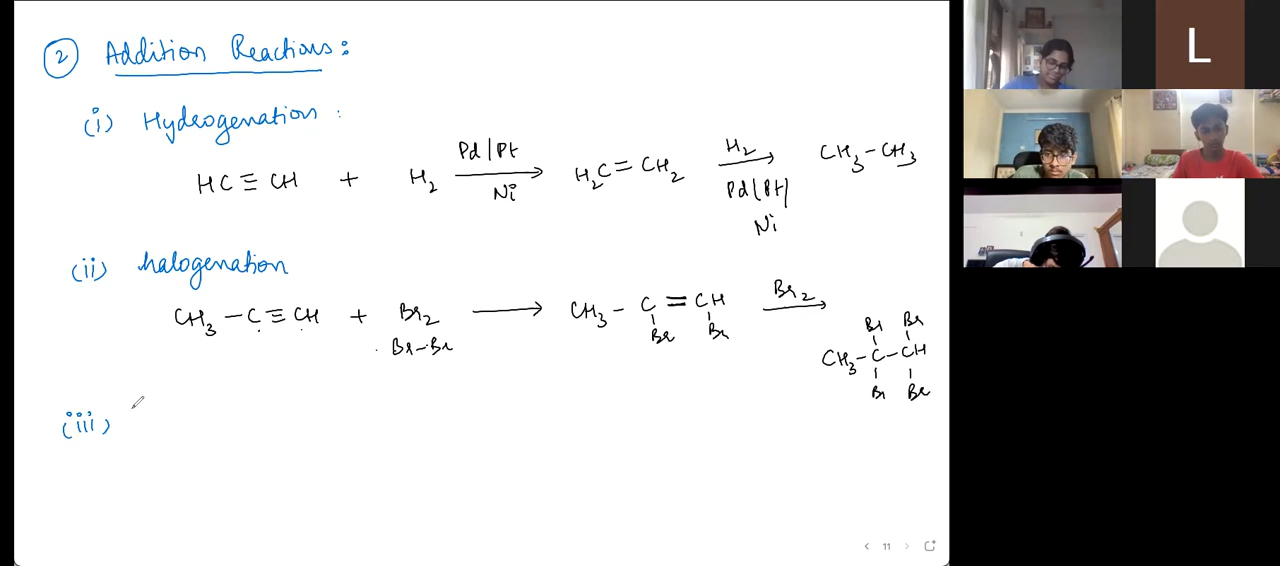 ② Addition Reactions:
(i) Hydrogenation :
HC ≡ CH + H₂ —Pd|Pt / Ni→ H₂C = CH₂ —H₂ / Pd|Pt| Ni→ CH₃ – CH₃
(ii) halogenation
CH₃ – C ≡ CH + Br₂ ⟶ CH₃ – C = CH —Br₂→
Br–Br
Br Br
Br Br
CH₃–C–CH
Br Br
(iii)
11
L